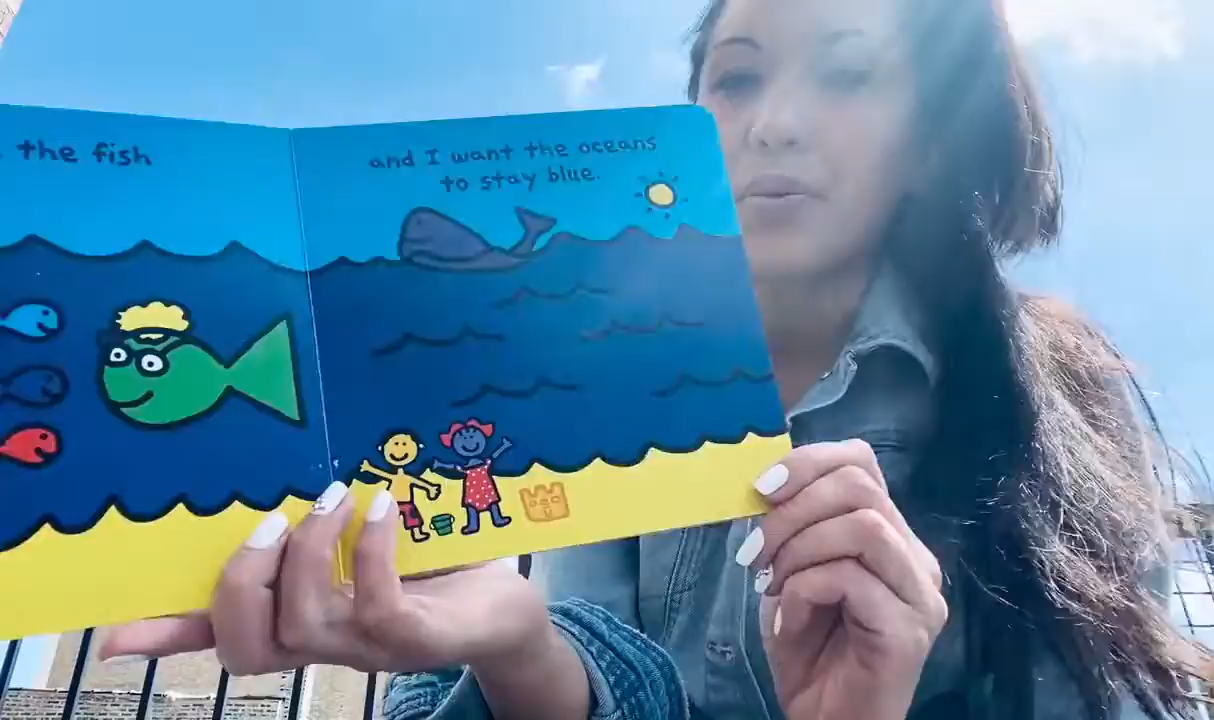 the fish
and I want the oceans
to stay blue.